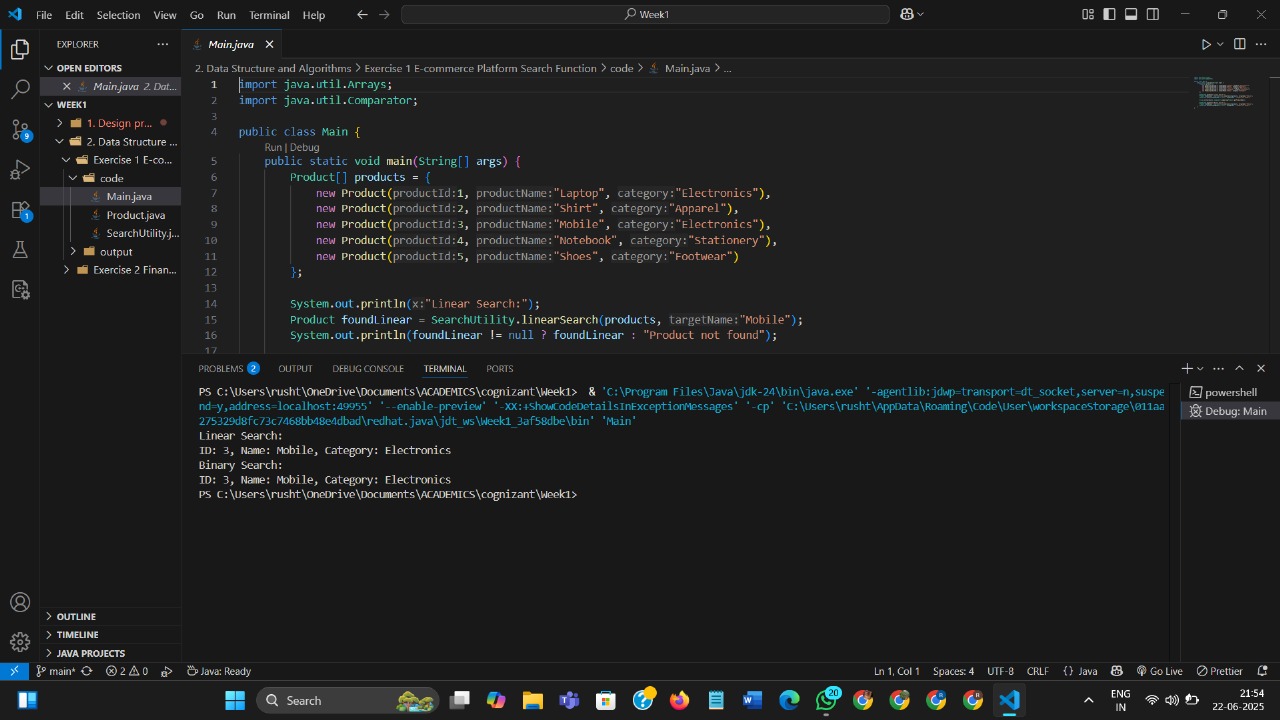 File Edit Selection View Go Run Terminal Help
Week1
EXPLORER
Main.java
OPEN EDITORS
Main.java 2. Dat...
WEEK1
1. Design pr...
2. Data Structure ...
Exercise 1 E-co...
code
Main.java
Product.java
SearchUtility.j...
output
Exercise 2 Finan...
OUTLINE
TIMELINE
JAVA PROJECTS
9
1
2. Data Structure and Algorithms > Exercise 1 E-commerce Platform Search Function > code > Main.java > ...
1 import java.util.Arrays;
2 import java.util.Comparator;
3
4 public class Main {
Run | Debug
5 public static void main(String[] args) {
6 Product[] products = {
7 new Product(productId:1, productName:"Laptop", category:"Electronics"),
8 new Product(productId:2, productName:"Shirt", category:"Apparel"),
9 new Product(productId:3, productName:"Mobile", category:"Electronics"),
10 new Product(productId:4, productName:"Notebook", category:"Stationery"),
11 new Product(productId:5, productName:"Shoes", category:"Footwear")
12 };
13
14 System.out.println(x:"Linear Search:");
15 Product foundLinear = SearchUtility.linearSearch(products, targetName:"Mobile");
16 System.out.println(foundLinear != null ? foundLinear : "Product not found");
17
PROBLEMS 2 OUTPUT DEBUG CONSOLE TERMINAL PORTS
PS C:\Users\rusht\OneDrive\Documents\ACADEMICS\cognizant\Week1> & 'C:\Program Files\Java\jdk-24\bin\java.exe' '-agentlib:jdwp=transport=dt_socket,server=n,suspe
nd=y,address=localhost:49955' '--enable-preview' '-XX:+ShowCodeDetailsInExceptionMessages' '-cp' 'C:\Users\rusht\AppData\Roaming\Code\User\workspaceStorage\011aa
275329d8fc73c7468bb48e4dbad\redhat.java\jdt_ws\Week1_3af58dbe\bin' 'Main'
Linear Search:
ID: 3, Name: Mobile, Category: Electronics
Binary Search:
ID: 3, Name: Mobile, Category: Electronics
PS C:\Users\rusht\OneDrive\Documents\ACADEMICS\cognizant\Week1>
powershell
Debug: Main
main* 2 0 Java: Ready Ln 1, Col 1 Spaces: 4 UTF-8 CRLF {} Java Go Live Prettier
Search
20
ENG
IN
21:54
22-06-2025